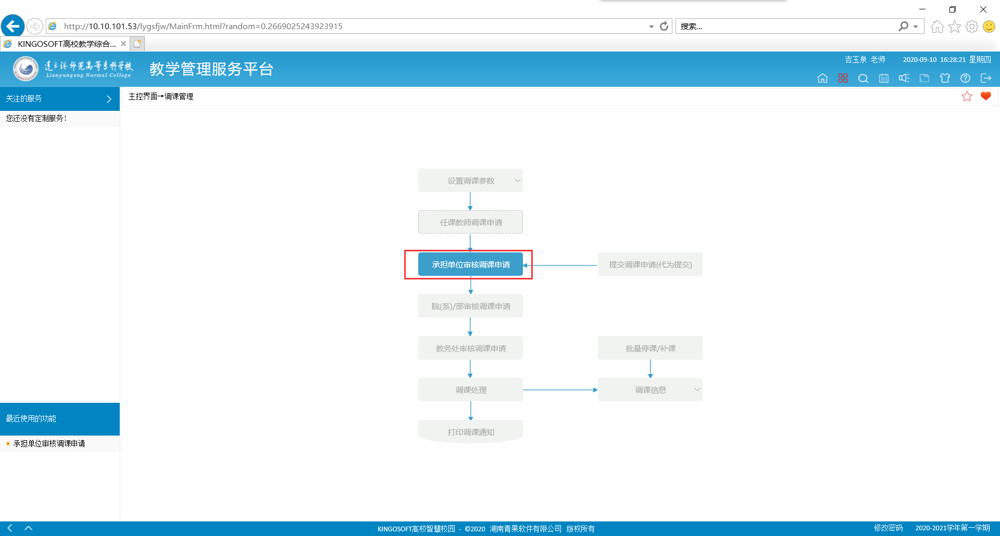 http://10.10.101.53/lygsfjw/MainFrm.html?random=0.2669025243923915
搜索...
KINGOSOFT高校教学综合...
连云港师范高等专科学校
Lianyungang Normal College
教学管理服务平台
吉玉泉 老师 2020-09-10 16:28:21 星期四
关注的服务
主控界面→调课管理
您还没有定制服务！
设置调课参数
任课教师调课申请
承担单位审核调课申请
提交调课申请(代为提交)
院(系)/部审核调课申请
教务处审核调课申请
批量停课/补课
调课处理
调课信息
打印调课通知
最近使用的功能
承担单位审核调课申请
KINGOSOFT高校智慧校园 - ©2020 湖南青果软件有限公司 版权所有
修改密码 2020-2021学年第一学期